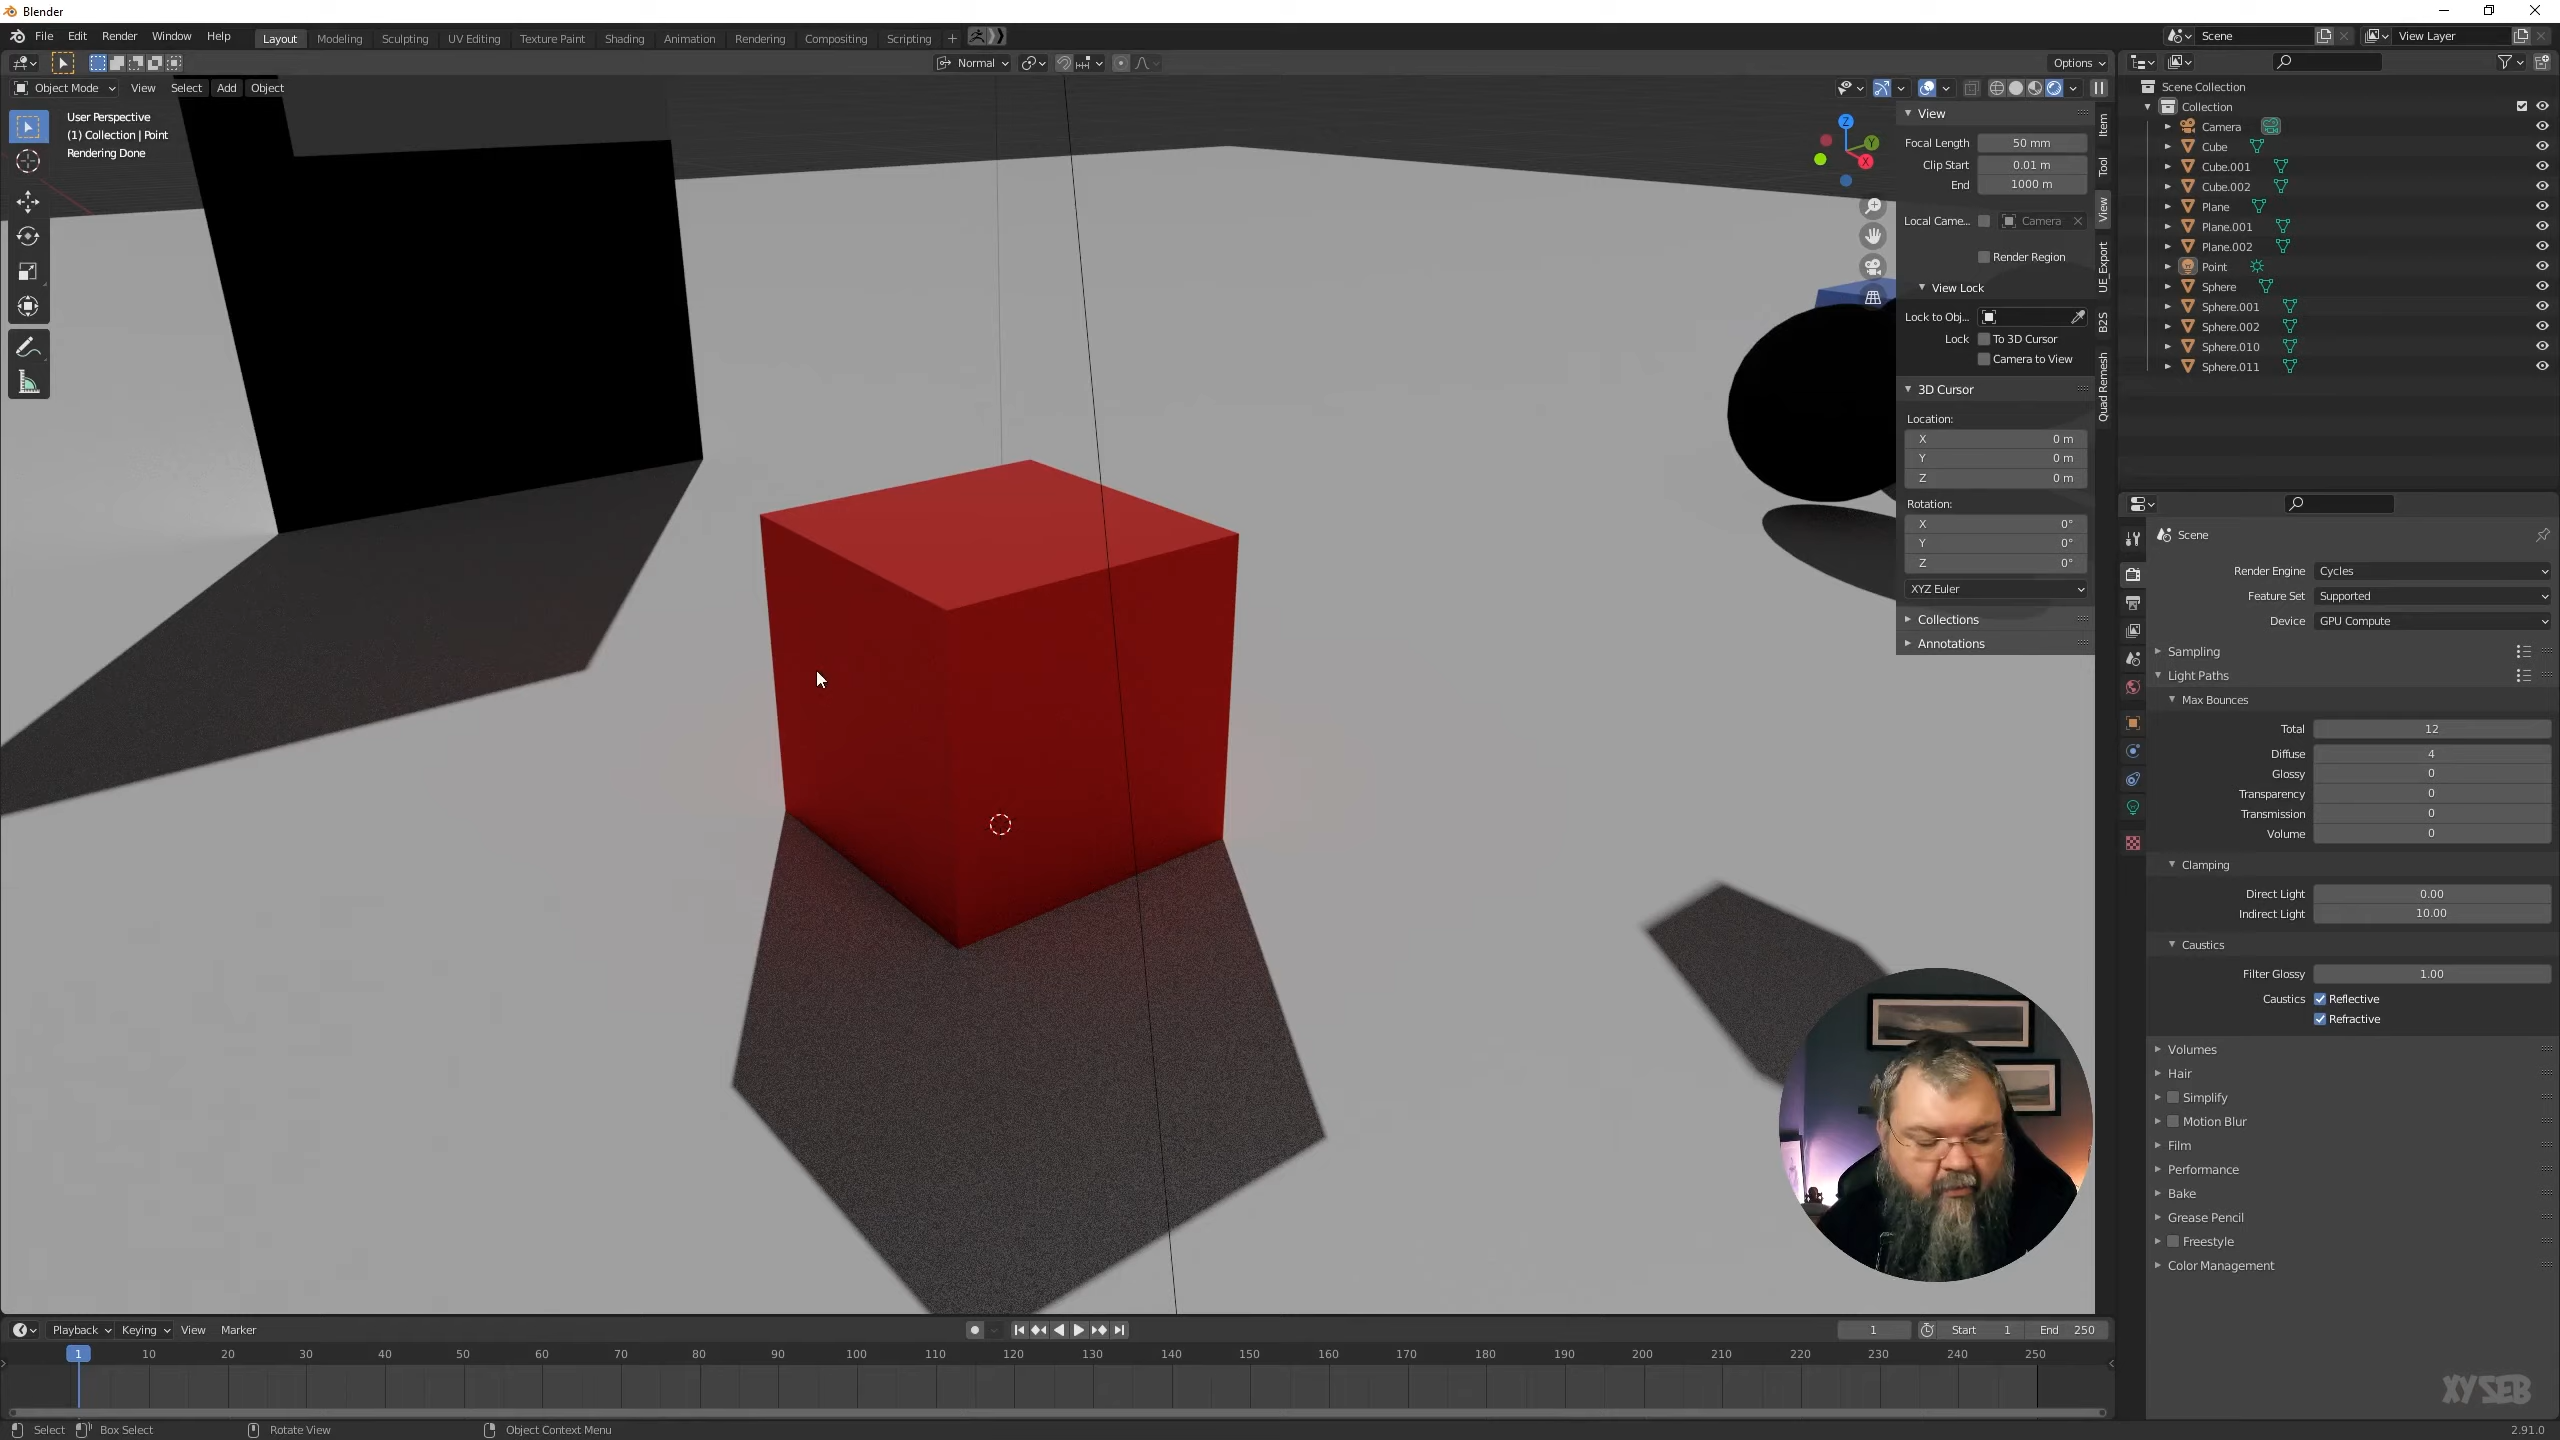 Blender
File Edit Render Window Help Layout Modeling Sculpting UV Editing Texture Paint Shading Animation Rendering Compositing Scripting + Scene View Layer
Normal Options
Object Mode View Select Add Object
User Perspective
(1) Collection | Point
Rendering Done
Z
Y
X
View
Focal Length 50 mm
Clip Start 0.01 m
End 1000 m
Local Came... Camera
Render Region
View Lock
Lock to Obj...
Lock To 3D Cursor
Camera to View
3D Cursor
Location:
X 0 m
Y 0 m
Z 0 m
Rotation:
X 0°
Y 0°
Z 0°
XYZ Euler
Collections
Annotations
Item
Tool
View
UE_Export
B2S
Quad Remesh
Scene Collection
Collection
Camera
Cube
Cube.001
Cube.002
Plane
Plane.001
Plane.002
Point
Sphere
Sphere.001
Sphere.002
Sphere.010
Sphere.011
Scene
Render Engine Cycles
Feature Set Supported
Device GPU Compute
Sampling
Light Paths
Max Bounces
Total 12
Diffuse 4
Glossy 0
Transparency 0
Transmission 0
Volume 0
Clamping
Direct Light 0.00
Indirect Light 10.00
Caustics
Filter Glossy 1.00
Caustics Reflective
Refractive
Volumes
Hair
Simplify
Motion Blur
Film
Performance
Bake
Grease Pencil
Freestyle
Color Management
Playback Keying View Marker 1 Start 1 End 250
1 10 20 30 40 50 60 70 80 90 100 110 120 130 140 150 160 170 180 190 200 210 220 230 240 250
XYSEB
Select Box Select Rotate View Object Context Menu 2.91.0